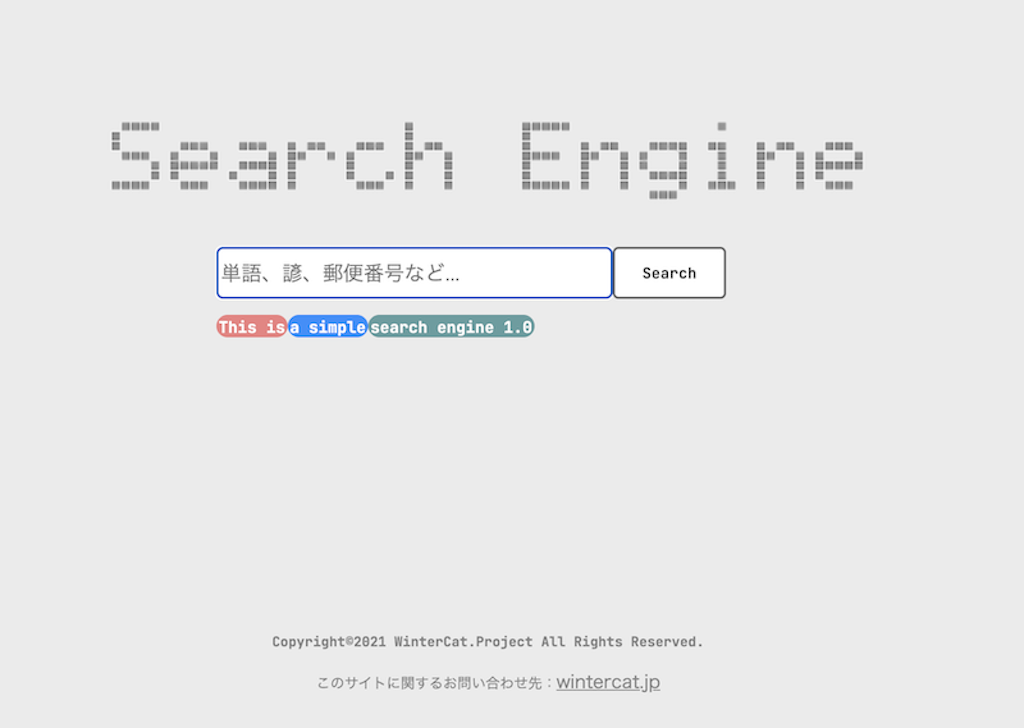 Search Engine
単語、諺、郵便番号など...
Search
This is a simple search engine 1.0
Copyright©2021 WinterCat.Project All Rights Reserved.
このサイトに関するお問い合わせ先：wintercat.jp